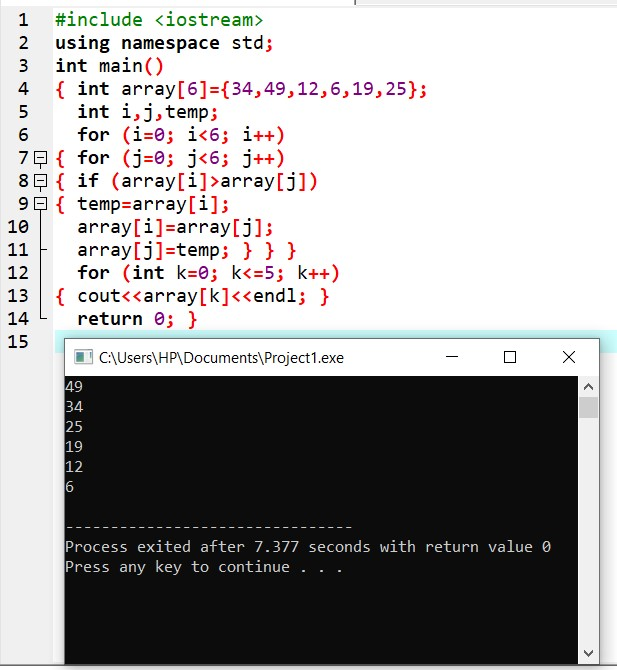 1 #include <iostream>
2 using namespace std;
3 int main()
4 { int array[6]={34,49,12,6,19,25};
5 int i,j,temp;
6 for (i=0; i<6; i++)
7 { for (j=0; j<6; j++)
8 { if (array[i]>array[j])
9 { temp=array[i];
10 array[i]=array[j];
11 array[j]=temp; } } }
12 for (int k=0; k<=5; k++)
13 { cout<<array[k]<<endl; }
14 return 0; }
15
C:\Users\HP\Documents\Project1.exe
49
34
25
19
12
6
--------------------------------
Process exited after 7.377 seconds with return value 0
Press any key to continue . . .